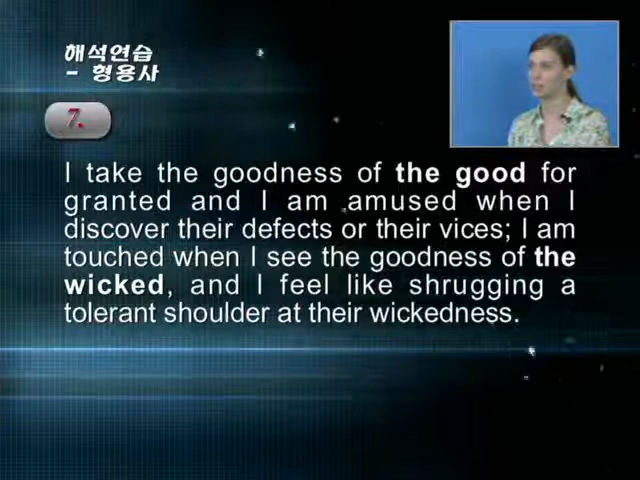 해석연습
- 형용사
7.
I take the goodness of the good for
granted and I am amused when I
discover their defects or their vices; I am
touched when I see the goodness of the
wicked, and I feel like shrugging a
tolerant shoulder at their wickedness.